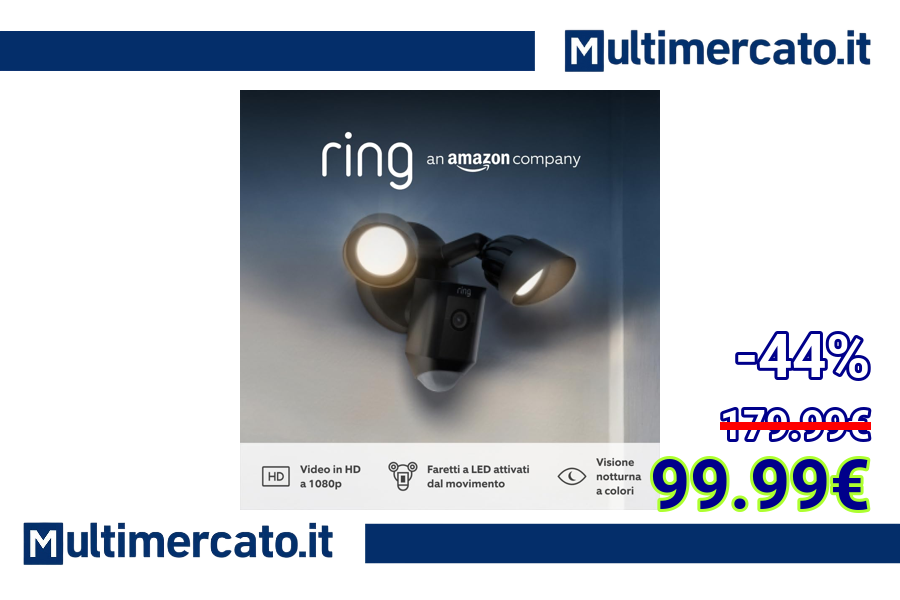 Multimercato.it
ring an amazon company
ring
-44%
179.99€
99.99€
HD
Video in HD
a 1080p
Faretti a LED attivati
dal movimento
Visione
notturna
a colori
Multimercato.it